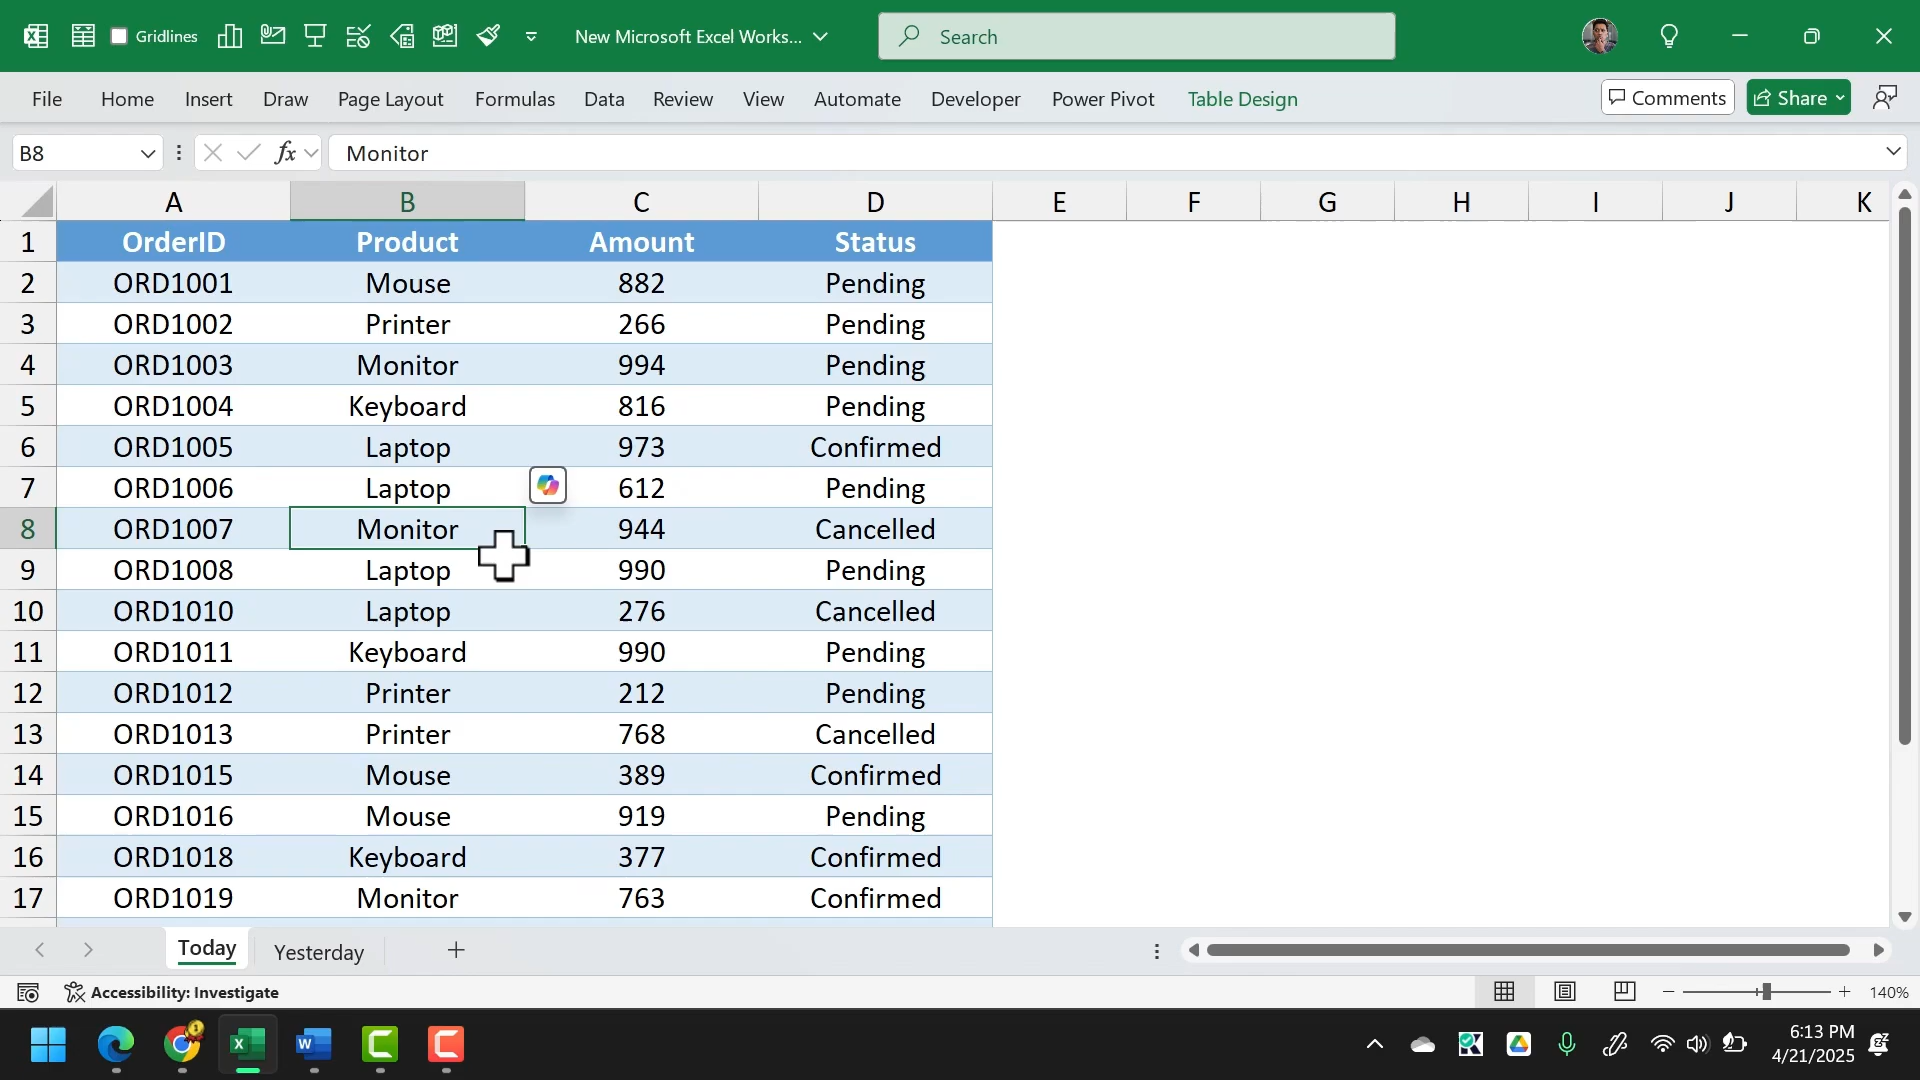 Gridlines New Microsoft Excel Works... Search
File Home Insert Draw Page Layout Formulas Data Review View Automate Developer Power Pivot Table Design Comments Share
B8 fx Monitor
A B C D E F G H I J K
1 OrderID Product Amount Status
2 ORD1001 Mouse 882 Pending
3 ORD1002 Printer 266 Pending
4 ORD1003 Monitor 994 Pending
5 ORD1004 Keyboard 816 Pending
6 ORD1005 Laptop 973 Confirmed
7 ORD1006 Laptop 612 Pending
8 ORD1007 Monitor 944 Cancelled
9 ORD1008 Laptop 990 Pending
10 ORD1010 Laptop 276 Cancelled
11 ORD1011 Keyboard 990 Pending
12 ORD1012 Printer 212 Pending
13 ORD1013 Printer 768 Cancelled
14 ORD1015 Mouse 389 Confirmed
15 ORD1016 Mouse 919 Pending
16 ORD1018 Keyboard 377 Confirmed
17 ORD1019 Monitor 763 Confirmed
Today Yesterday
Accessibility: Investigate 140%
6:13 PM
4/21/2025